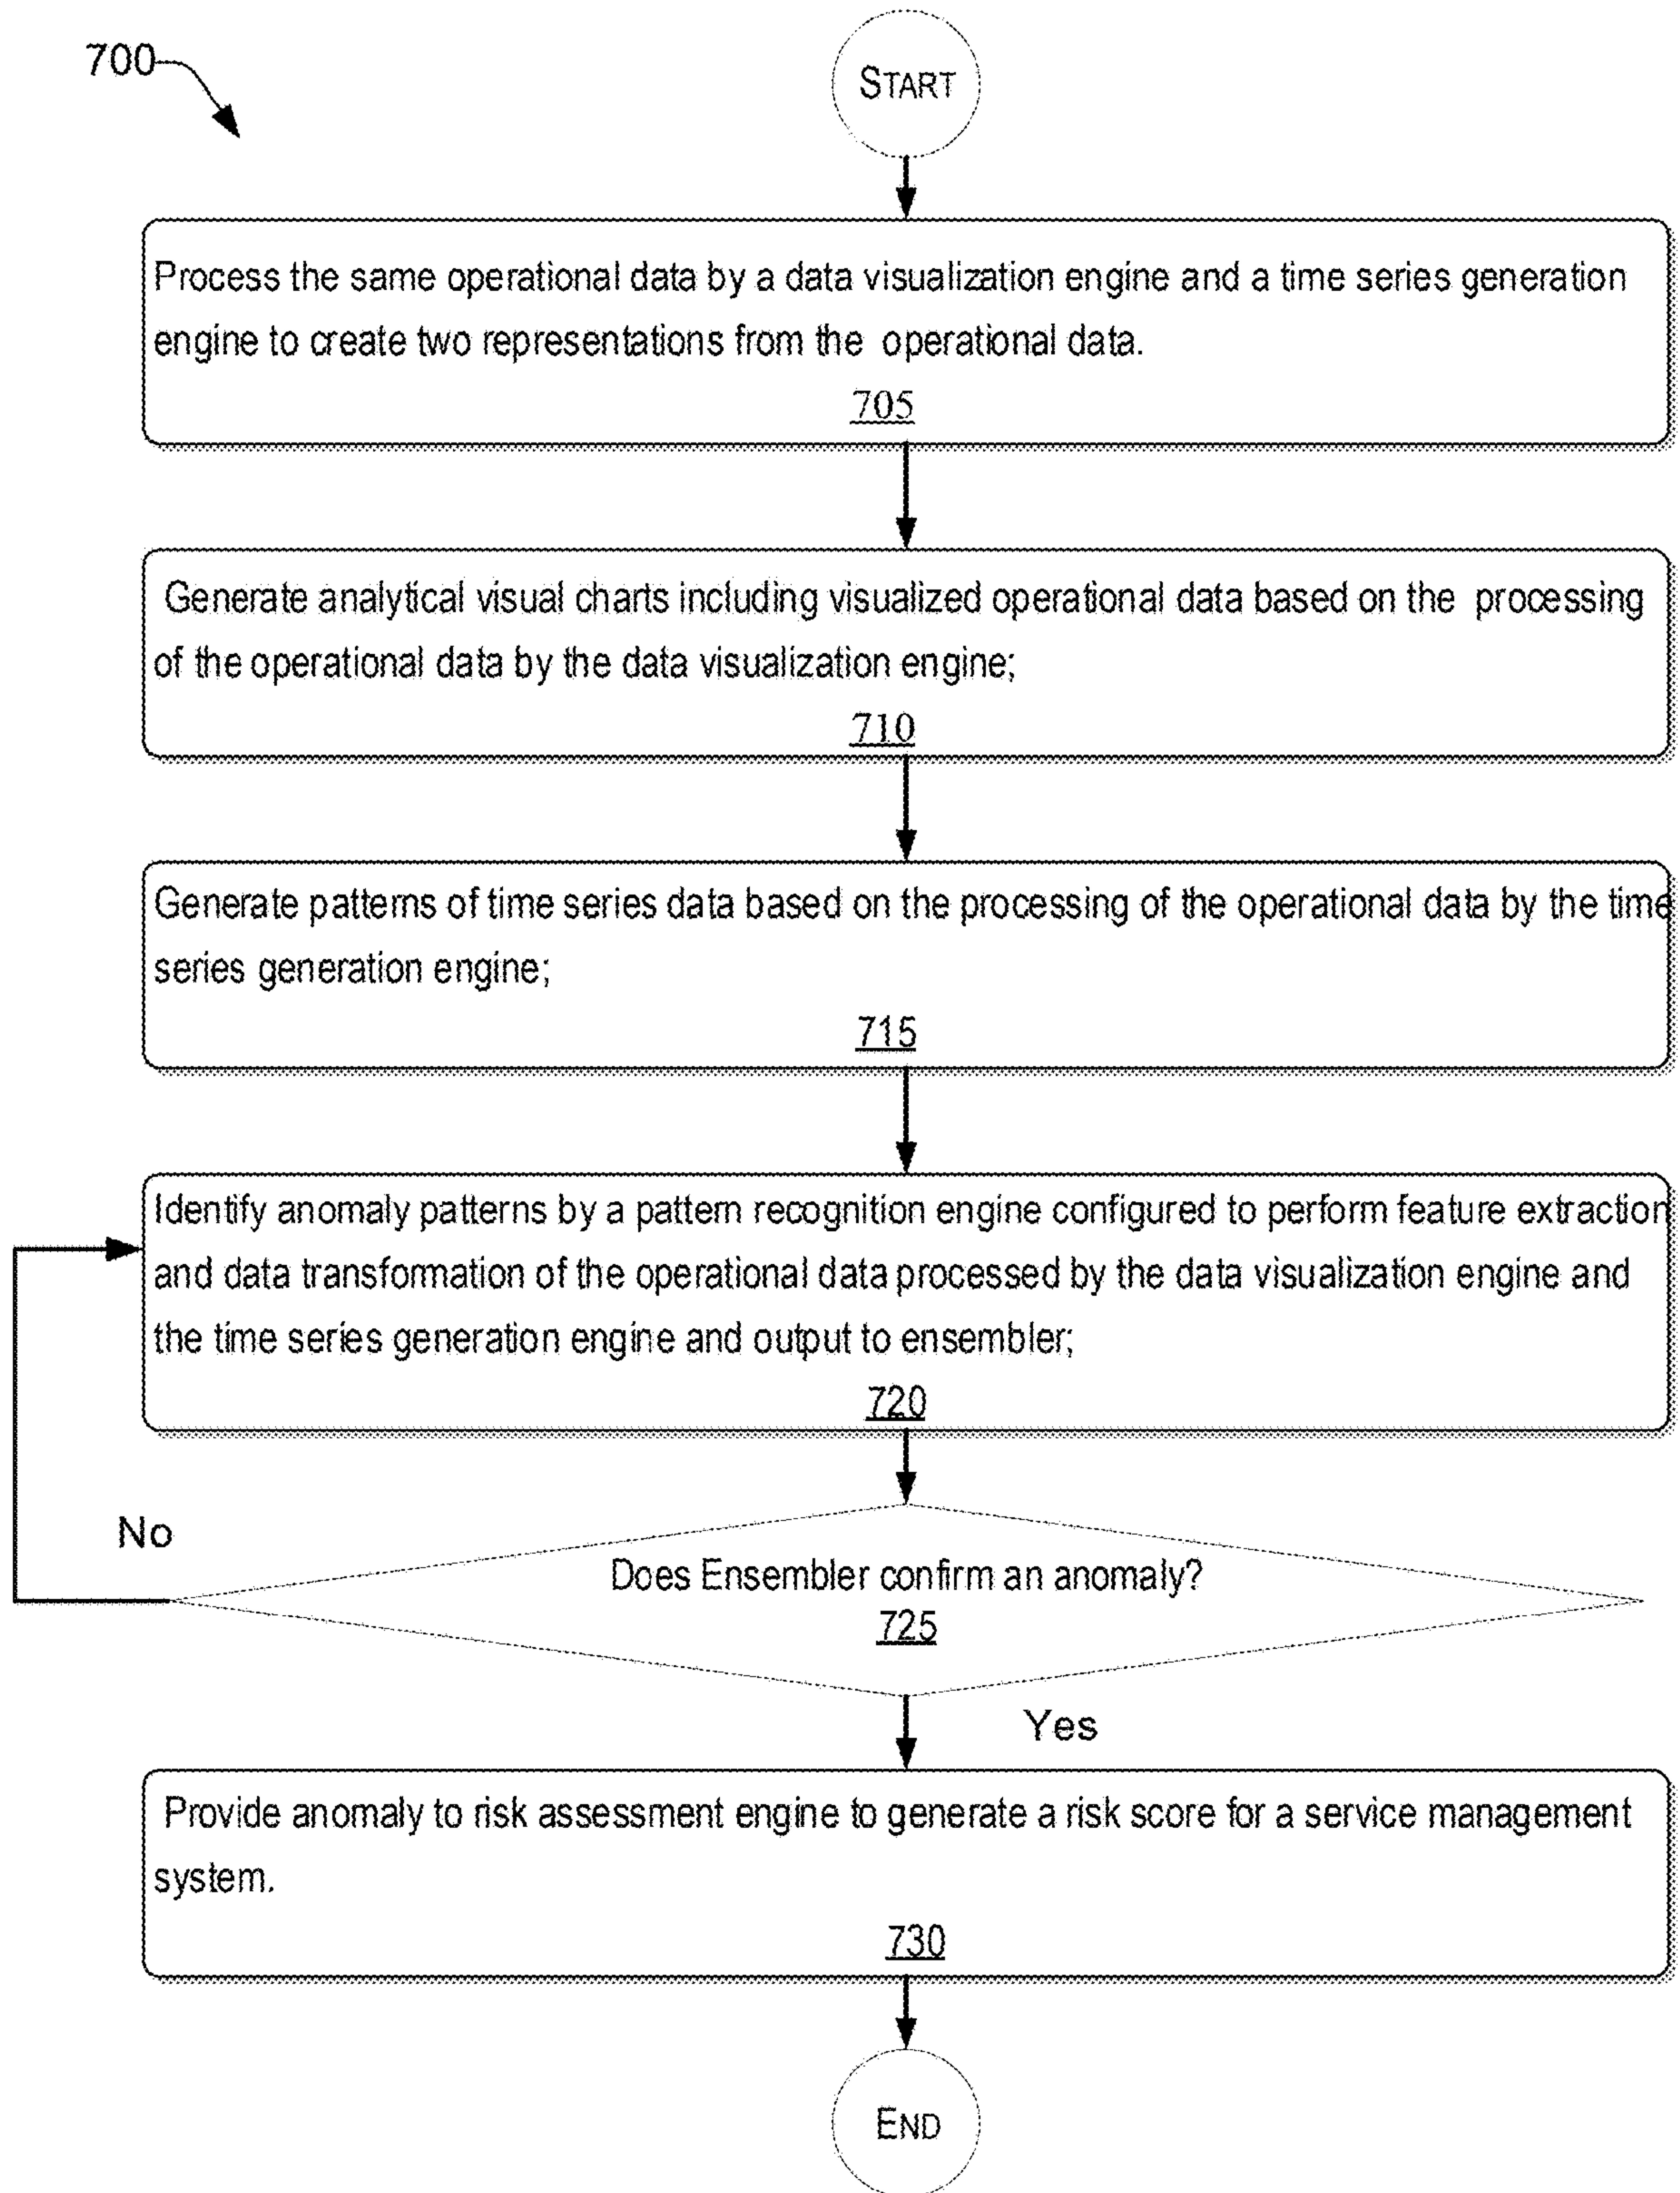 700
START
Process the same operational data by a data visualization engine and a time series generation
engine to create two representations from the operational data.
705
Generate analytical visual charts including visualized operational data based on the processing
of the operational data by the data visualization engine;
710
Generate patterns of time series data based on the processing of the operational data by the time
series generation engine;
715
Identify anomaly patterns by a pattern recognition engine configured to perform feature extraction
and data transformation of the operational data processed by the data visualization engine and
the time series generation engine and output to ensembler;
720
No
Does Ensembler confirm an anomaly?
725
Yes
Provide anomaly to risk assessment engine to generate a risk score for a service management
system.
730
END